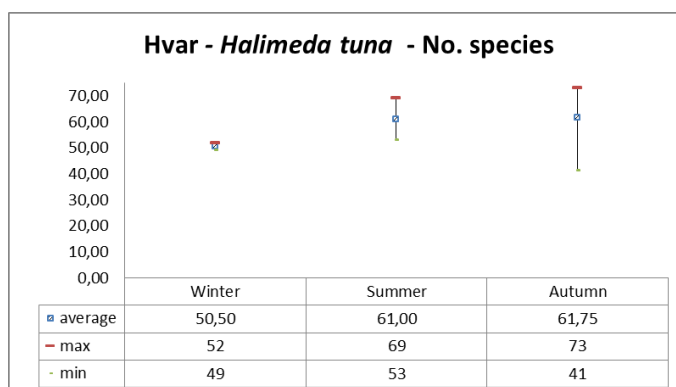 Hvar - Halimeda tuna - No. species
70,00
60,00
50,00
40,00
30,00
20,00
10,00
0,00
Winter Summer Autumn
average 50,50 61,00 61,75
max 52 69 73
min 49 53 41